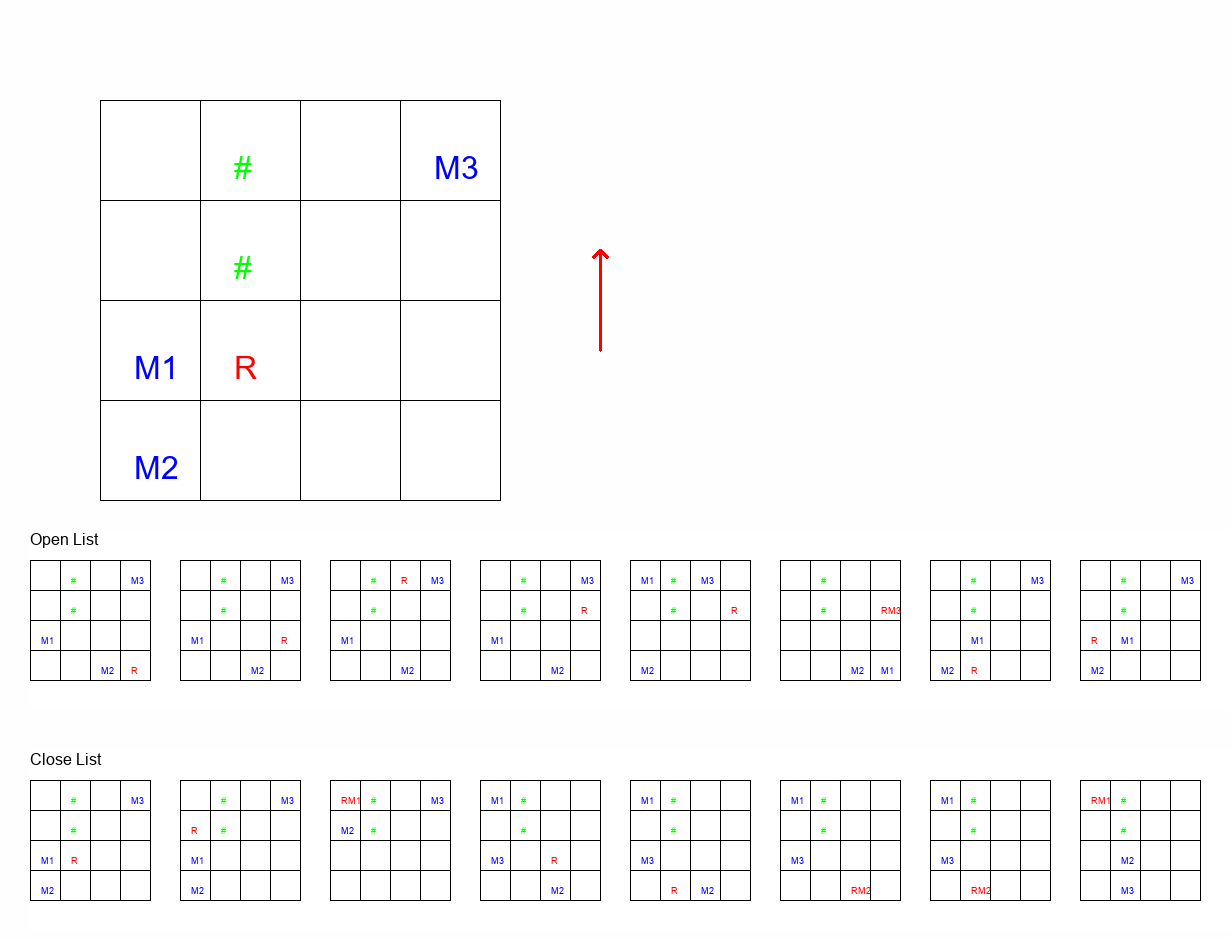 # M3
#
M1 R
M2
Open List
# M3 # M3 # R M3 # M3 M1 # M3 # # M3 # M3
# # # # R # R # RM3 # #
M1 M1 R M1 M1 M1 R M1
M2 R M2 M2 M2 M2 M2 M1 M2 R M2
Close List
# M3 # M3 RM1 # M3 M1 # M1 # M1 # M1 # RM1 #
# R # M2 # # # # # #
M1 R M1 M3 R M3 M3 M3 M2
M2 M2 M2 R M2 RM2 RM2 M3